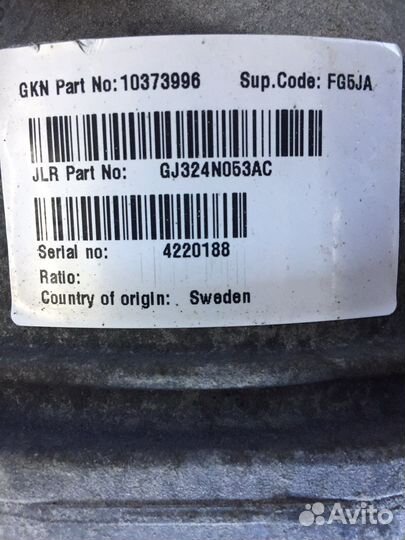 GKN Part No: 10373996 Sup.Code: FG5JA
JLR Part No: GJ324N053AC
Serial no: 4220188
Ratio:
Country of origin: Sweden
Avito